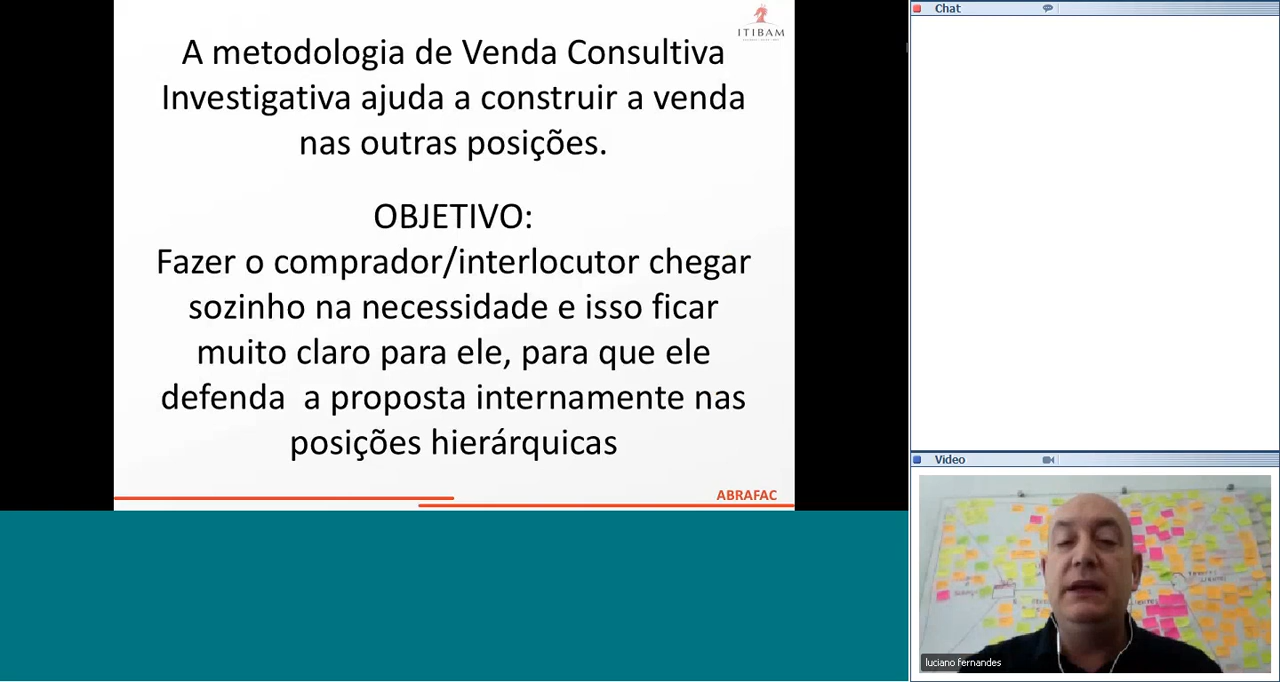 ITIBAM
A metodologia de Venda Consultiva
Investigativa ajuda a construir a venda
nas outras posições.
OBJETIVO:
Fazer o comprador/interlocutor chegar
sozinho na necessidade e isso ficar
muito claro para ele, para que ele
defenda  a proposta internamente nas
posições hierárquicas
ABRAFAC
Chat
Video
luciano fernandes